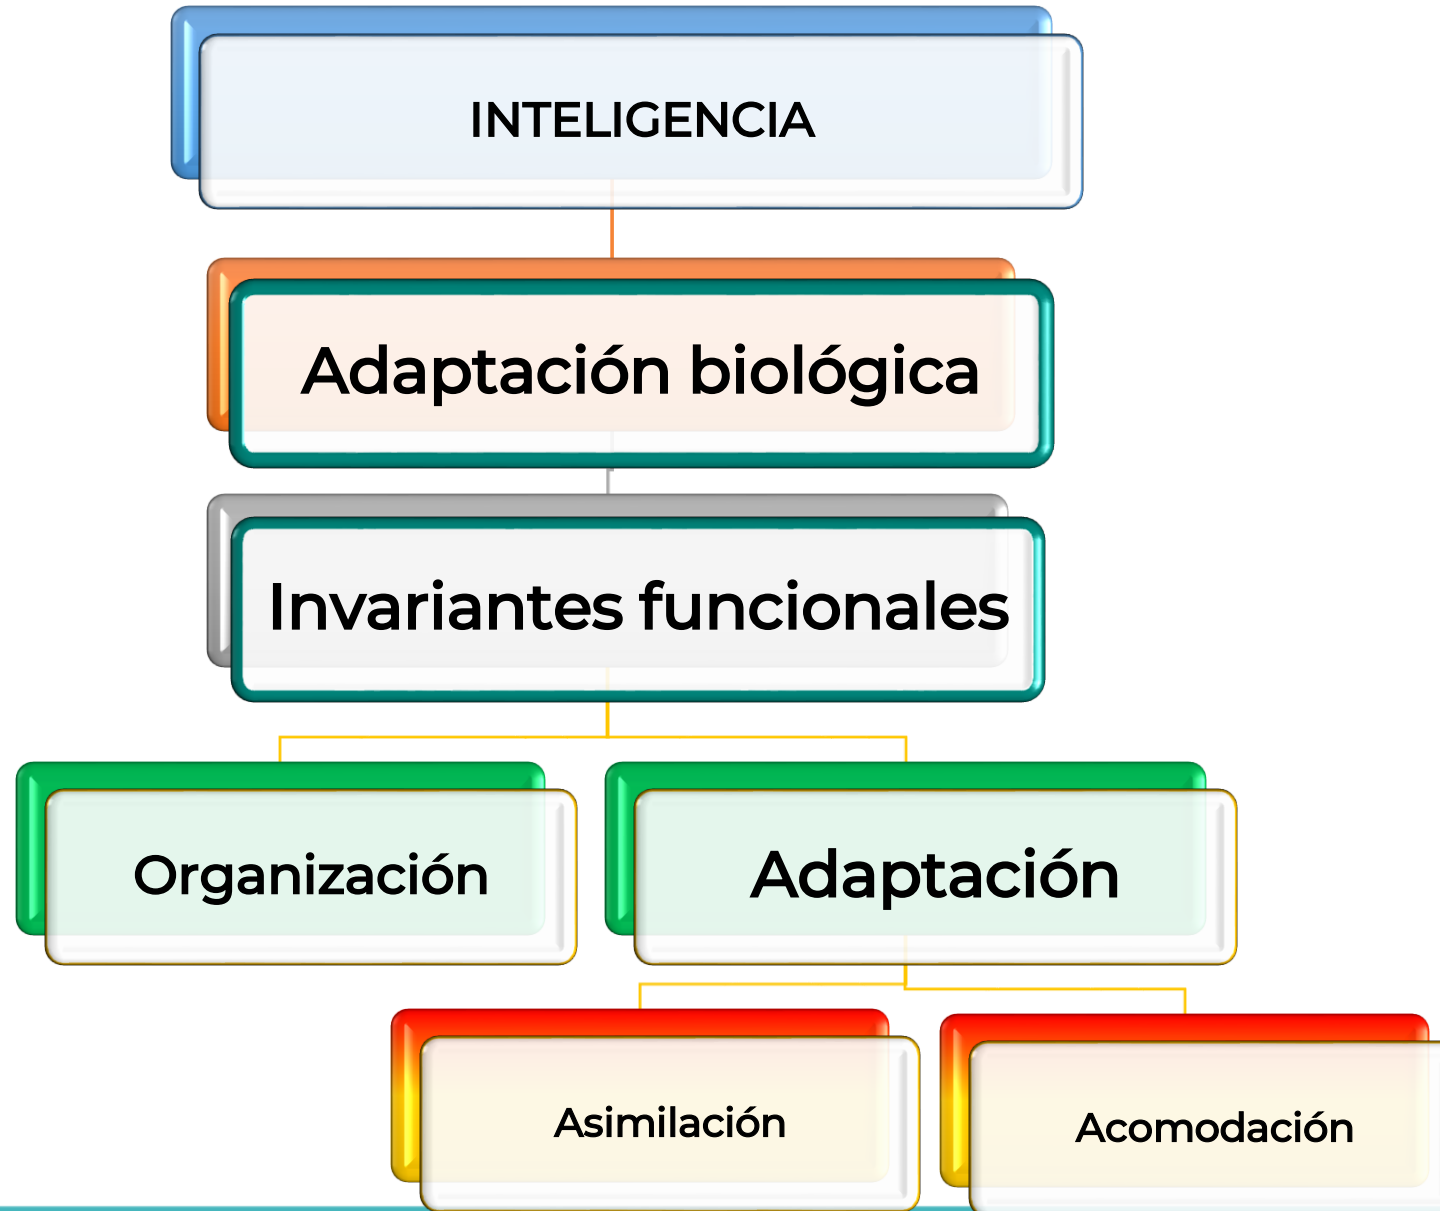 INTELIGENCIA
Adaptación biológica
Invariantes funcionales
Organización
Adaptación
Asimilación
Acomodación